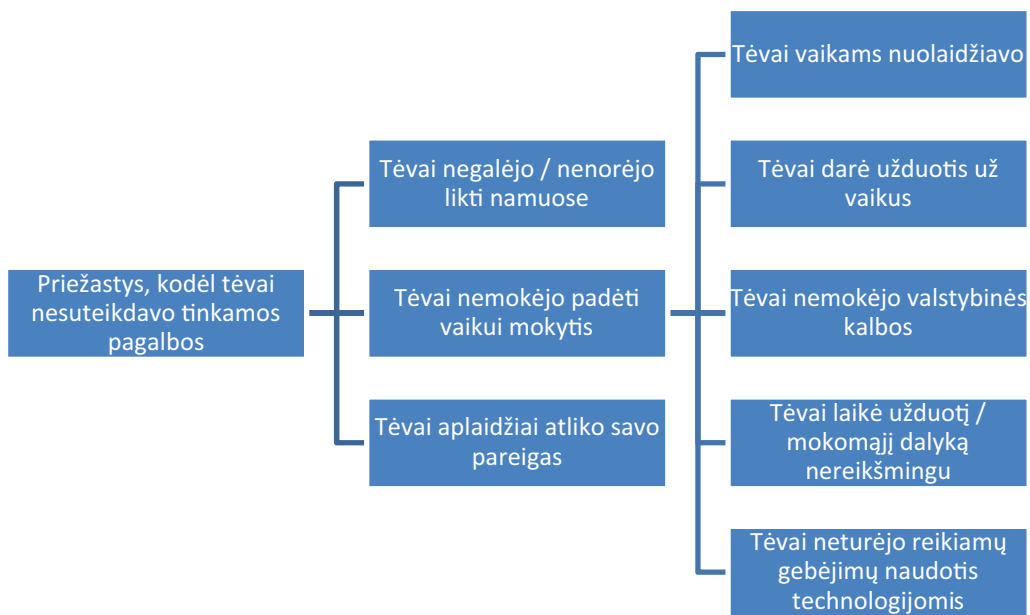 Priežastys, kodėl tėvai
nesuteikdavo tinkamos
pagalbos
Tėvai negalėjo / nenorėjo
likti namuose
Tėvai nemokėjo padėti
vaikui mokytis
Tėvai aplaidžiai atliko savo
pareigas
Tėvai vaikams nuolaidžiavo
Tėvai darė užduotis už
vaikus
Tėvai nemokėjo valstybinės
kalbos
Tėvai laikė užduotį /
mokomąjį dalyką
nereikšmingu
Tėvai neturėjo reikiamų
gebėjimų naudotis
technologijomis